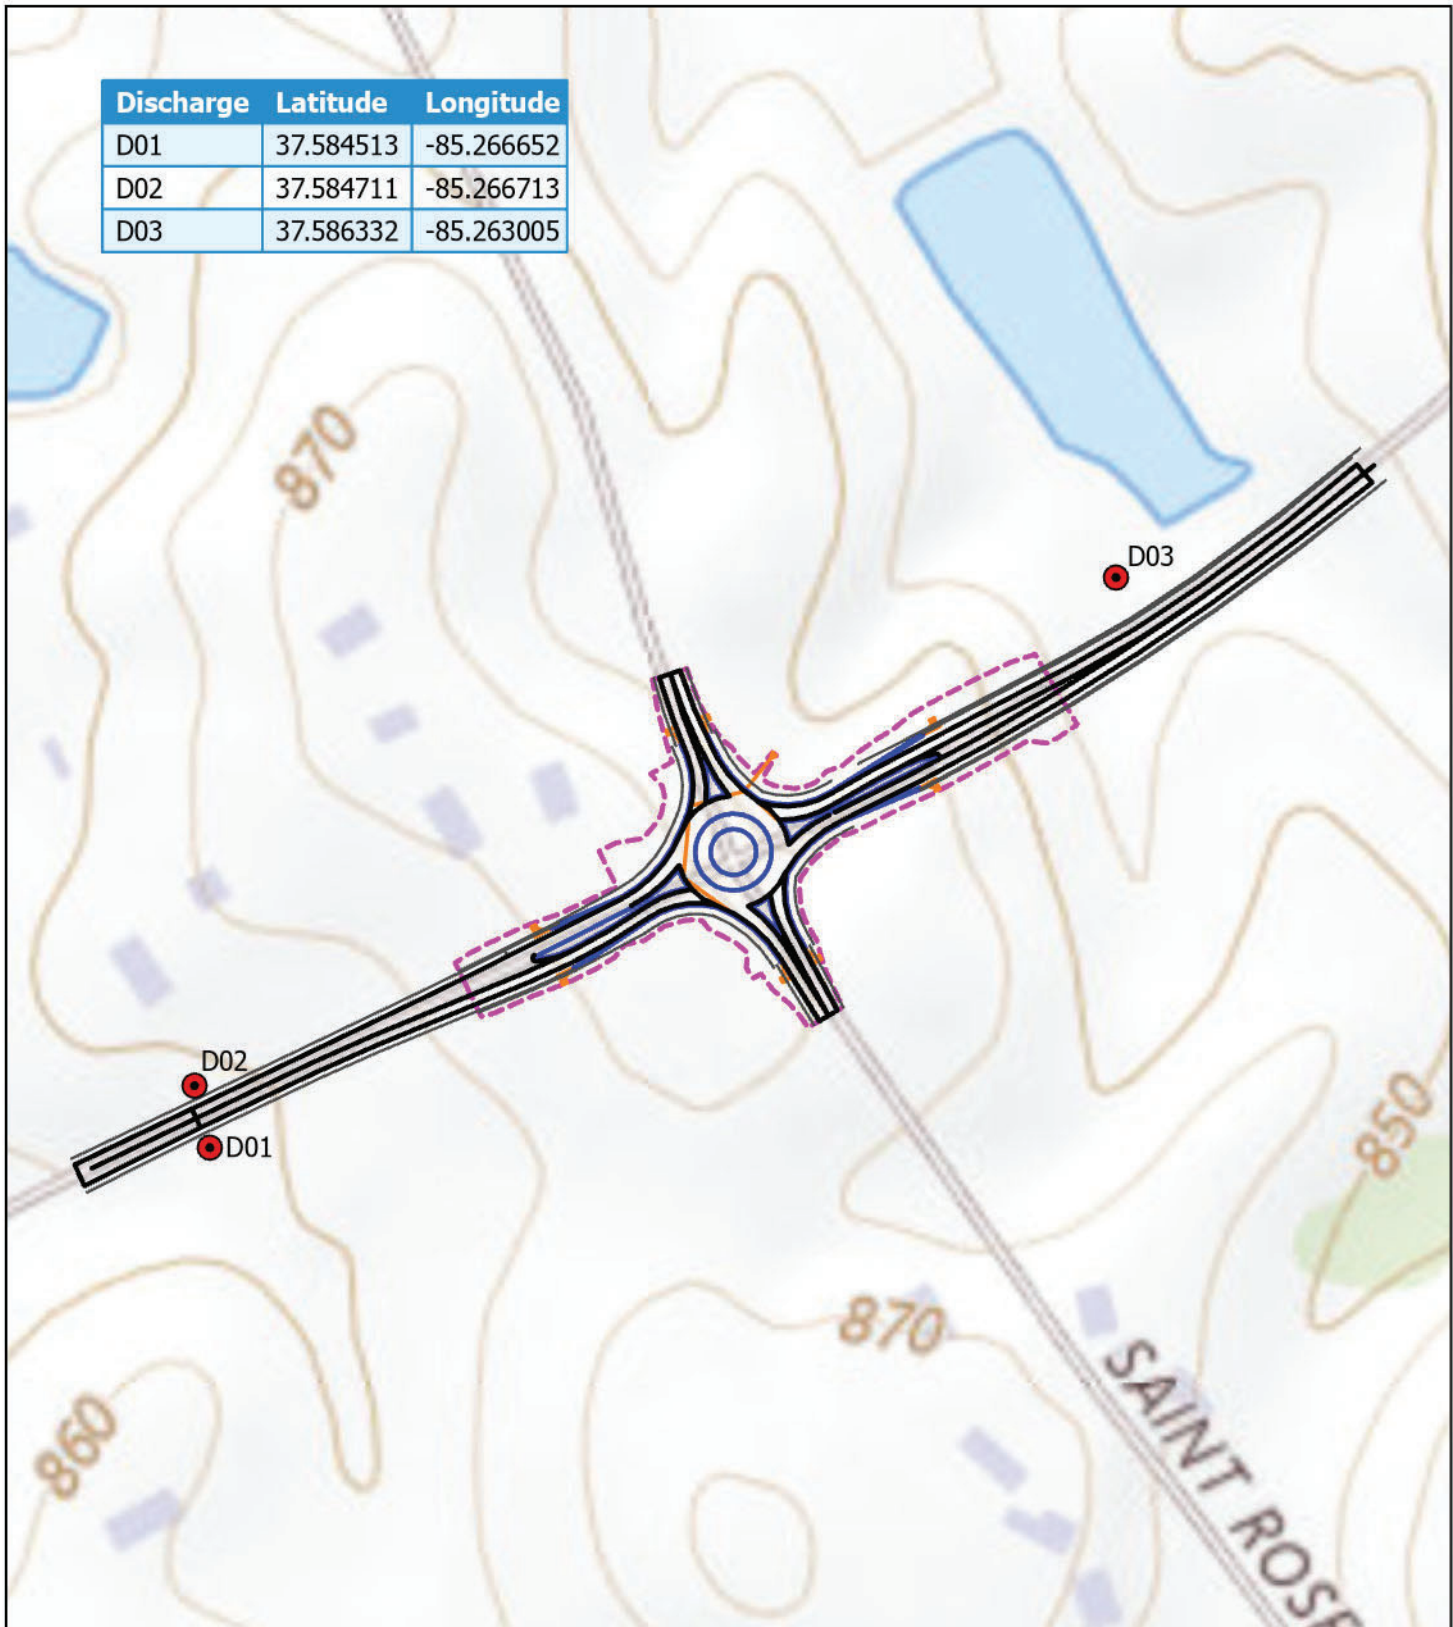 Discharge Latitude Longitude
D01 37.584513 -85.266652
D02 37.584711 -85.266713
D03 37.586332 -85.263005
870
D03
D02
D01
850
870
SAINT ROSE
860